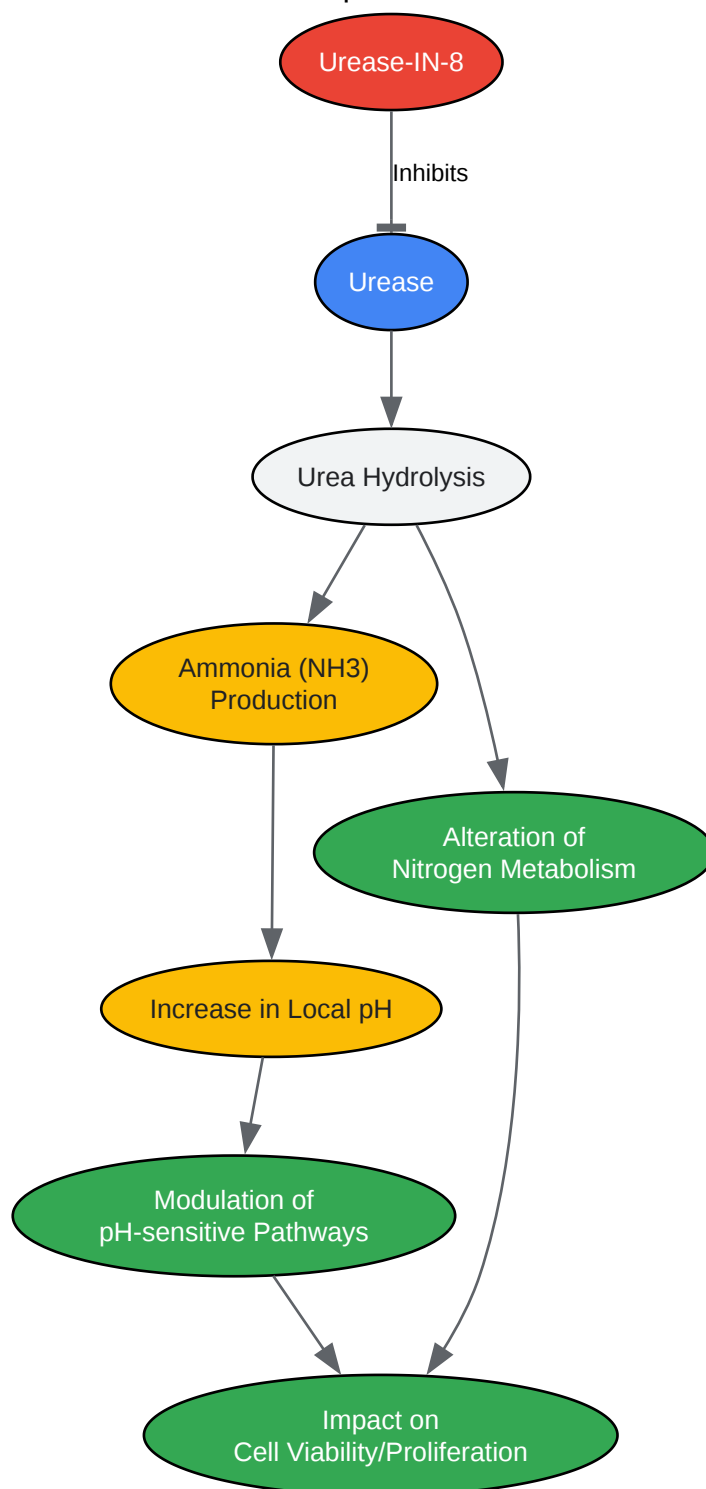 Urease-IN-8
Inhibits
Urease
Urea Hydrolysis
Ammonia (NH3)
Production
Alteration of
Nitrogen Metabolism
Increase in Local pH
Modulation of
pH-sensitive Pathways
Impact on
Cell Viability/Proliferation